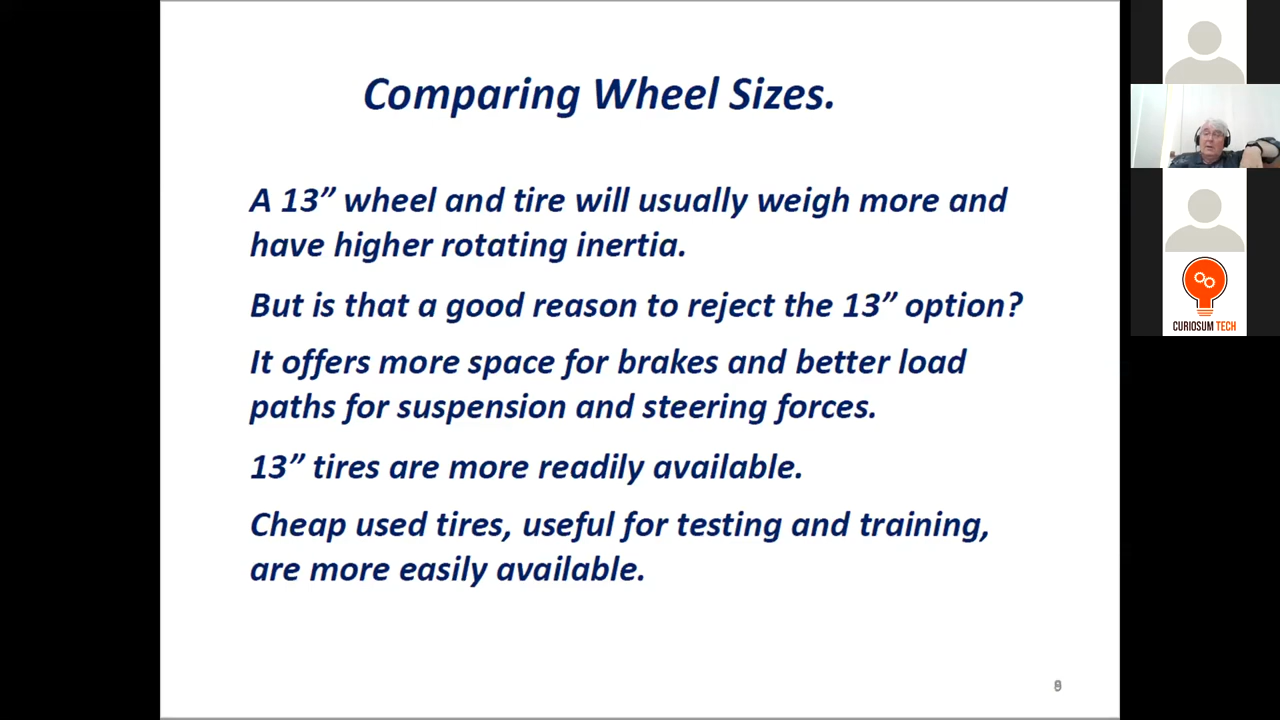 Comparing Wheel Sizes.
A 13” wheel and tire will usually weigh more and
have higher rotating inertia.
But is that a good reason to reject the 13” option?
It offers more space for brakes and better load
paths for suspension and steering forces.
13” tires are more readily available.
Cheap used tires, useful for testing and training,
are more easily available.
CURIOSUM TECH